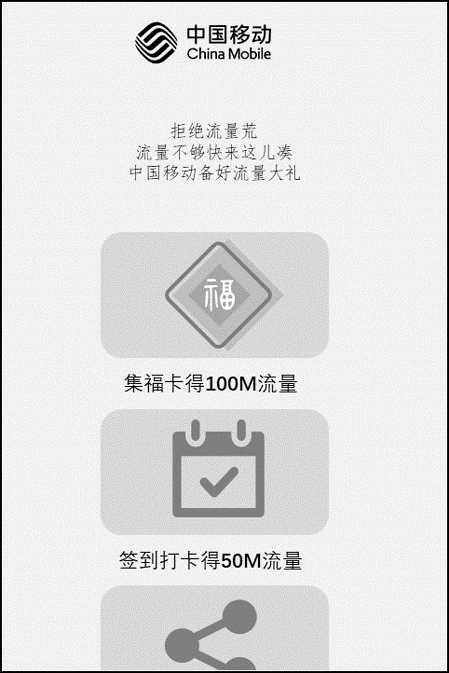 中国移动
China Mobile
拒绝流量荒
流量不够快来这儿凑
中国移动备好流量大礼
福
集福卡得100M流量
签到打卡得50M流量